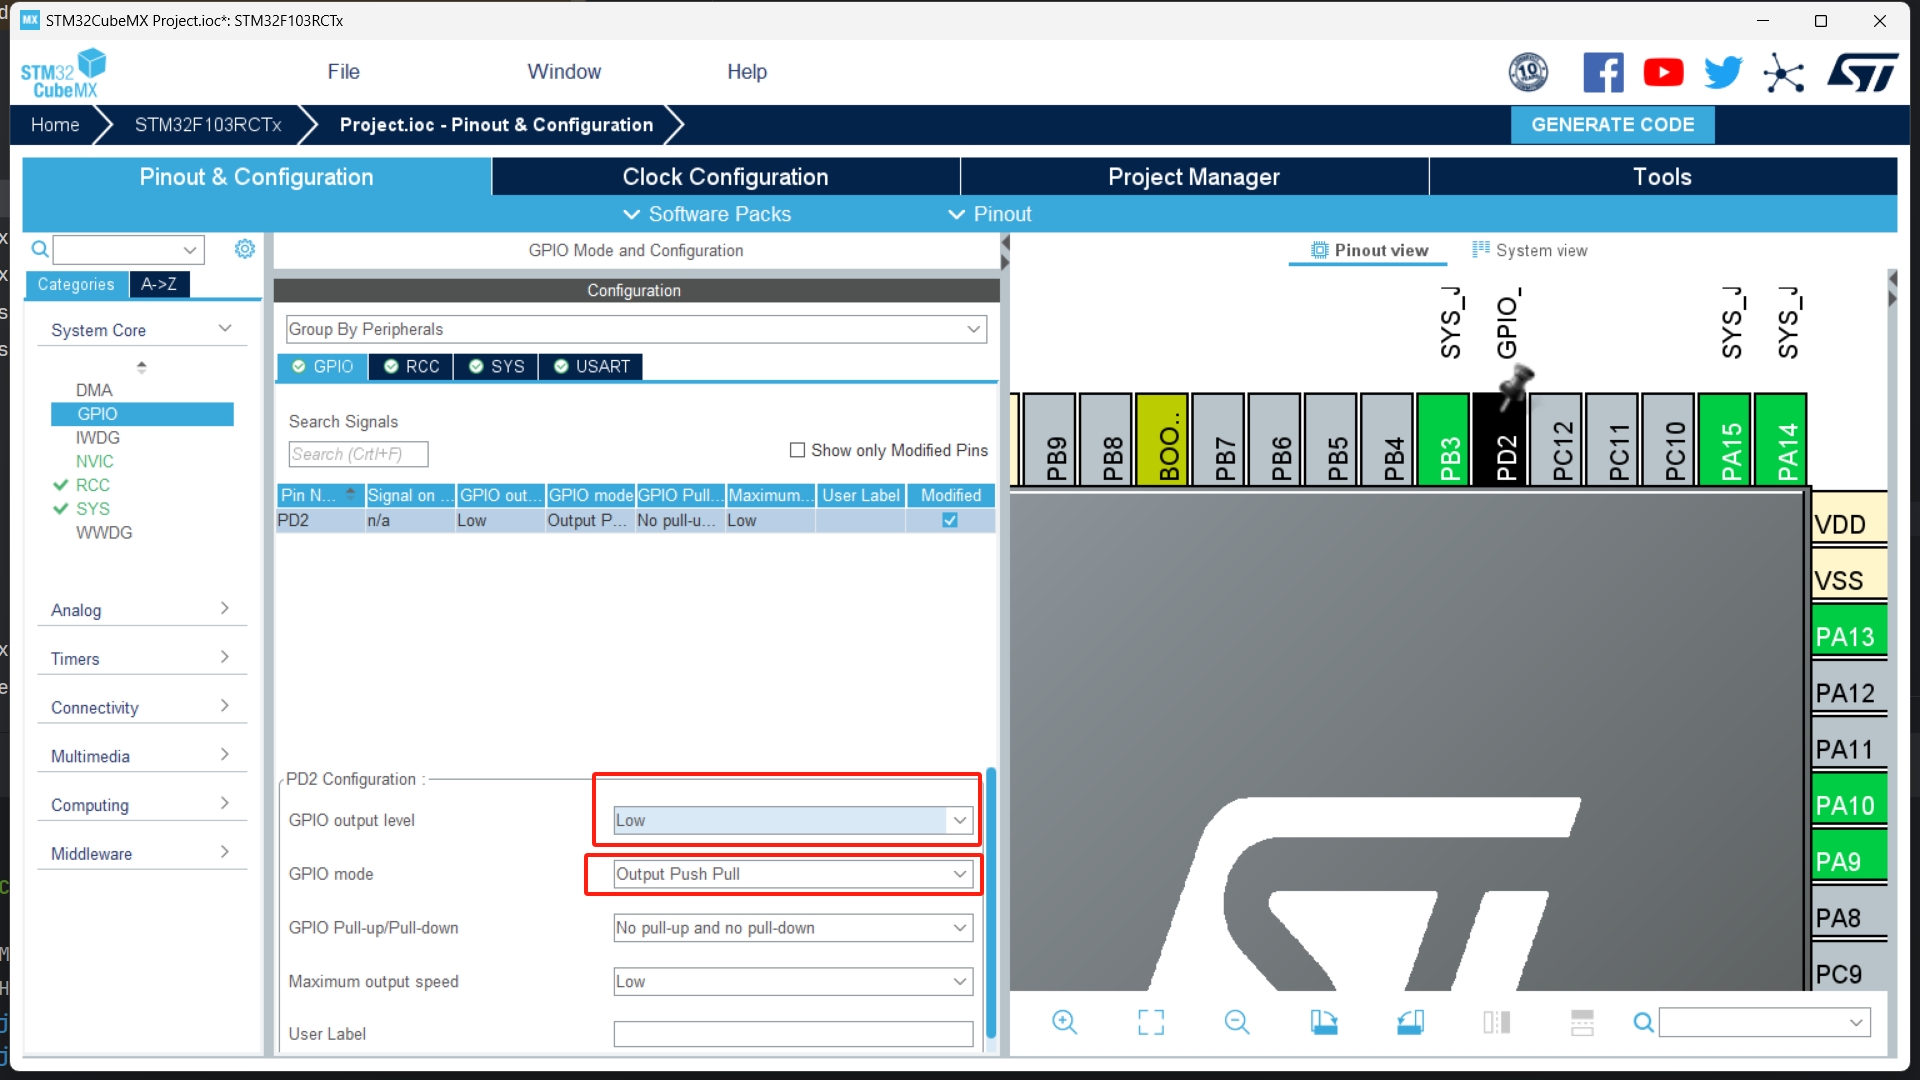 MX STM32CubeMX Project.ioc*: STM32F103RCTx
STM32
CubeMX
File
Window
Help
10
ST
Home
STM32F103RCTx
Project.ioc - Pinout & Configuration
GENERATE CODE
Pinout & Configuration
Clock Configuration
Project Manager
Tools
Software Packs
Pinout
GPIO Mode and Configuration
Pinout view
System view
Categories
A->Z
Configuration
System Core
Group By Peripherals
DMA
GPIO
IWDG
NVIC
RCC
SYS
WWDG
GPIO
RCC
SYS
USART
Search Signals
Search (CrtI+F)
Show only Modified Pins
Pin N...
Signal on ...
GPIO out...
GPIO mode
GPIO Pull...
Maximum...
User Label
Modified
PD2
n/a
Low
Output P...
No pull-u...
Low
Analog
Timers
Connectivity
Multimedia
Computing
Middleware
PD2 Configuration :
GPIO output level
Low
GPIO mode
Output Push Pull
GPIO Pull-up/Pull-down
No pull-up and no pull-down
Maximum output speed
Low
User Label
SYS_J
GPIO_
SYS_J
SYS_J
PB9
PB8
BOO..
PB7
PB6
PB5
PB4
PB3
PD2
PC12
PC11
PC10
PA15
PA14
VDD
VSS
PA13
PA12
PA11
PA10
PA9
PA8
PC9